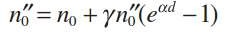 n₀″ = n₀ + γn₀″(e^{αd} − 1)